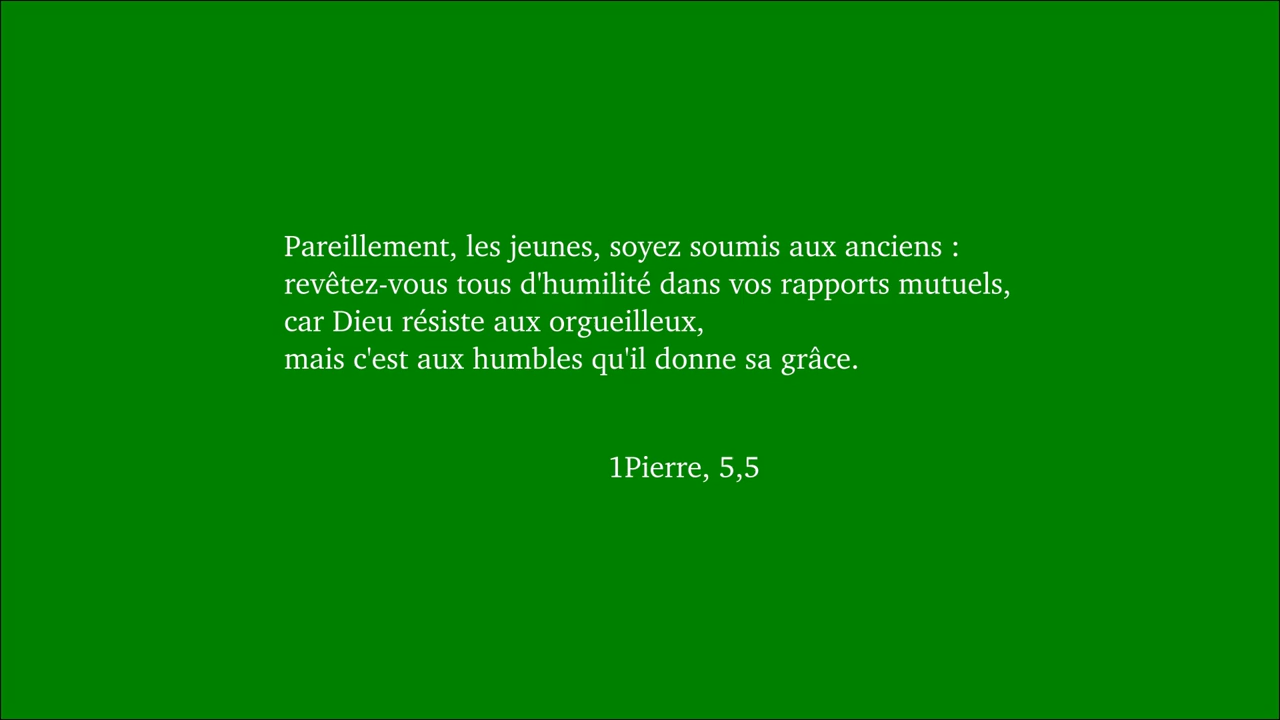 Pareillement, les jeunes, soyez soumis aux anciens :
revêtez-vous tous d'humilité dans vos rapports mutuels,
car Dieu résiste aux orgueilleux,
mais c'est aux humbles qu'il donne sa grâce.
1Pierre, 5,5